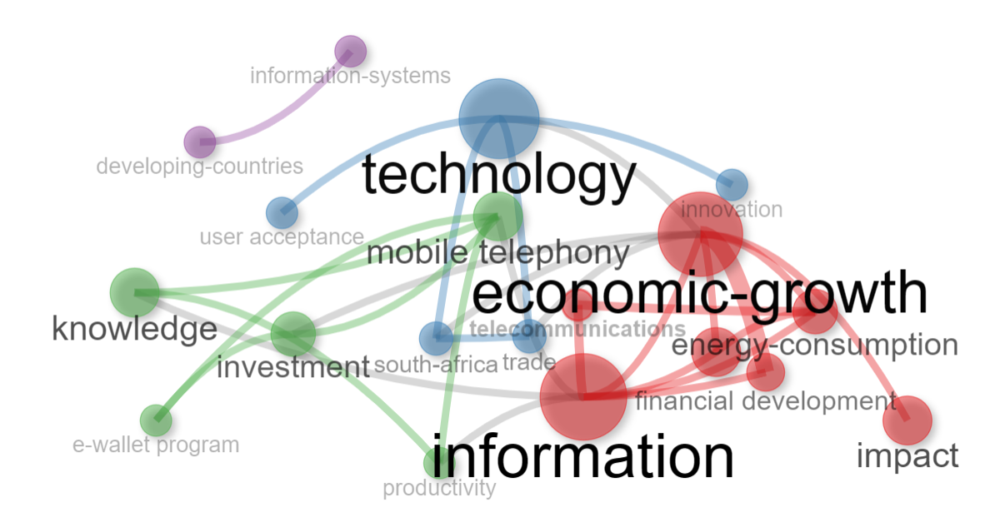 information-systems
developing-countries
technology
innovation
user acceptance
mobile telephony
economic-growth
knowledge
telecommunications
energy-consumption
investment
south-africa
trade
financial development
e-wallet program
information
impact
productivity